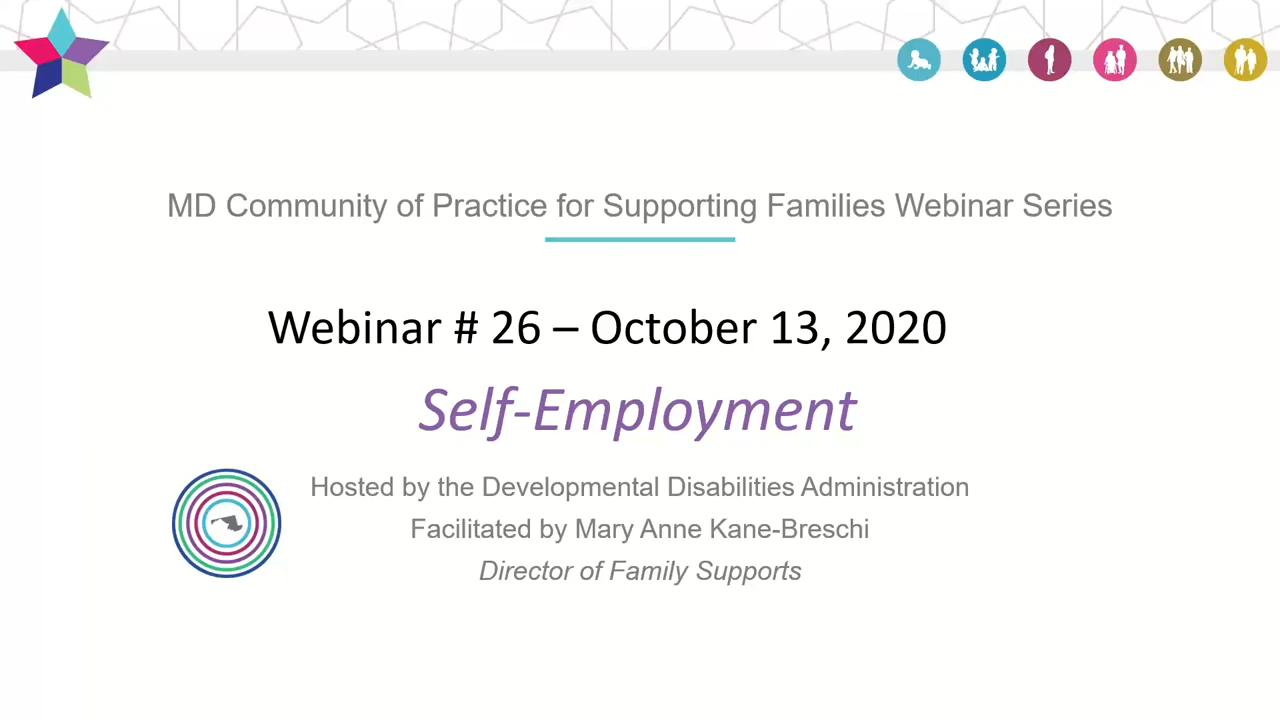 MD Community of Practice for Supporting Families Webinar Series
Webinar # 26 – October 13, 2020
Self-Employment
Hosted by the Developmental Disabilities Administration
Facilitated by Mary Anne Kane-Breschi
Director of Family Supports